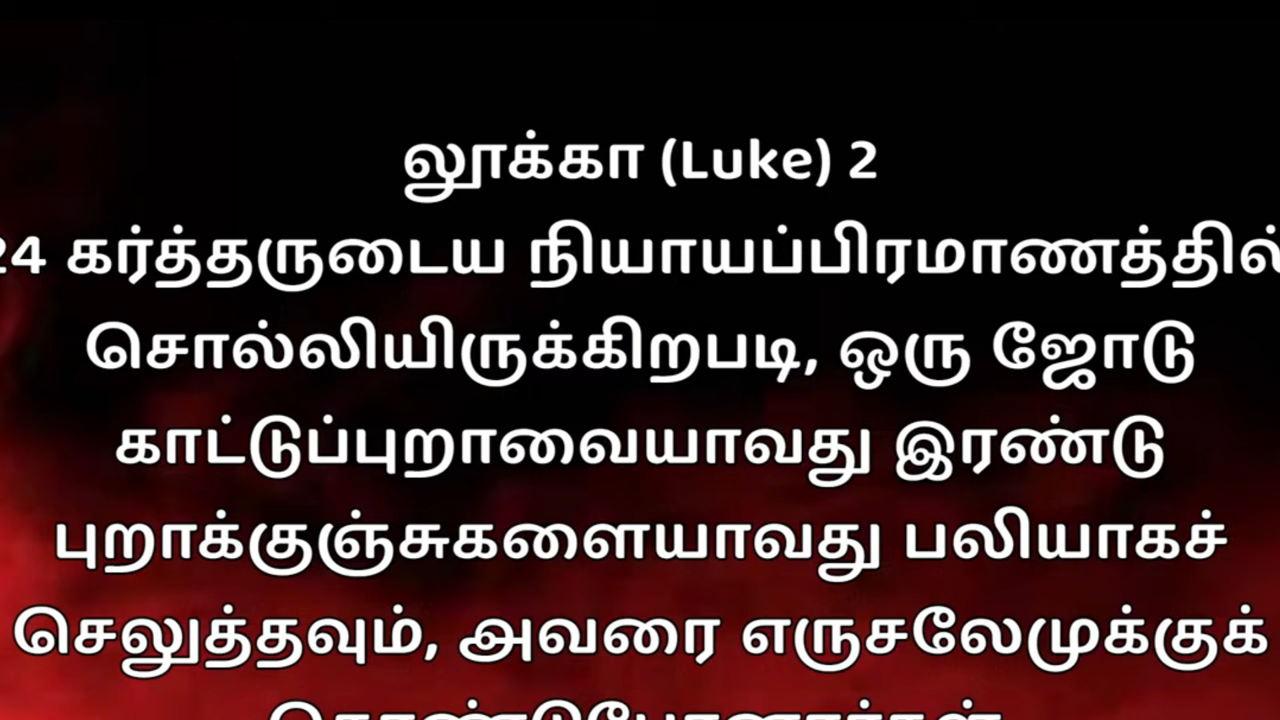 லூக்கா (Luke) 2
24 கர்த்தருடைய நியாயப்பிரமாணத்தில்
சொல்லியிருக்கிறபடி, ஒரு ஜோடு
காட்டுப்புறாவையாவது இரண்டு
புறாக்குஞ்சுகளையாவது பலியாகச்
செலுத்தவும், அவரை எருசலேமுக்குக்